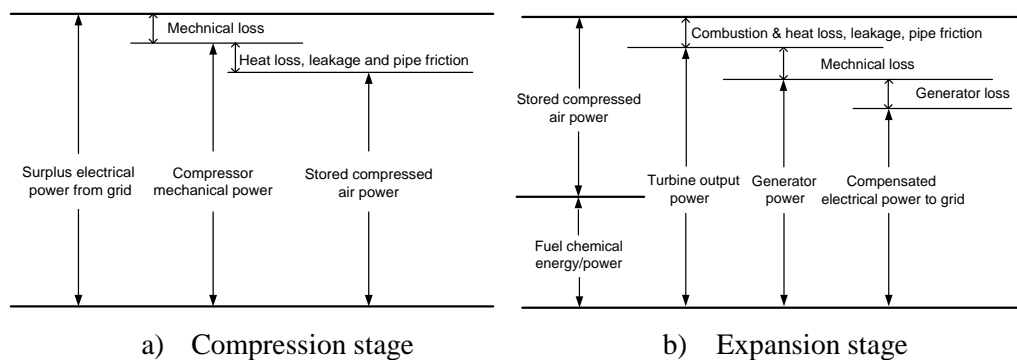 Mechnical loss
Heat loss, leakage and pipe friction
Surplus electrical
power from grid
Compressor
mechanical power
Stored compressed
air power
a) Compression stage
Combustion & heat loss, leakage, pipe friction
Mechnical loss
Generator loss
Stored compressed
air power
Turbine output
power
Generator
power
Compensated
electrical power to grid
Fuel chemical
energy/power
b) Expansion stage